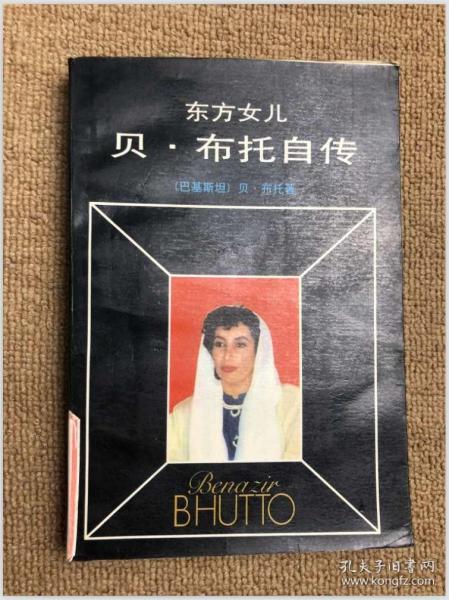 东方女儿
贝·布托自传
(巴基斯坦) 贝·布托著
Benazir
BHUTTO
孔夫子旧书网
www.kongfz.com